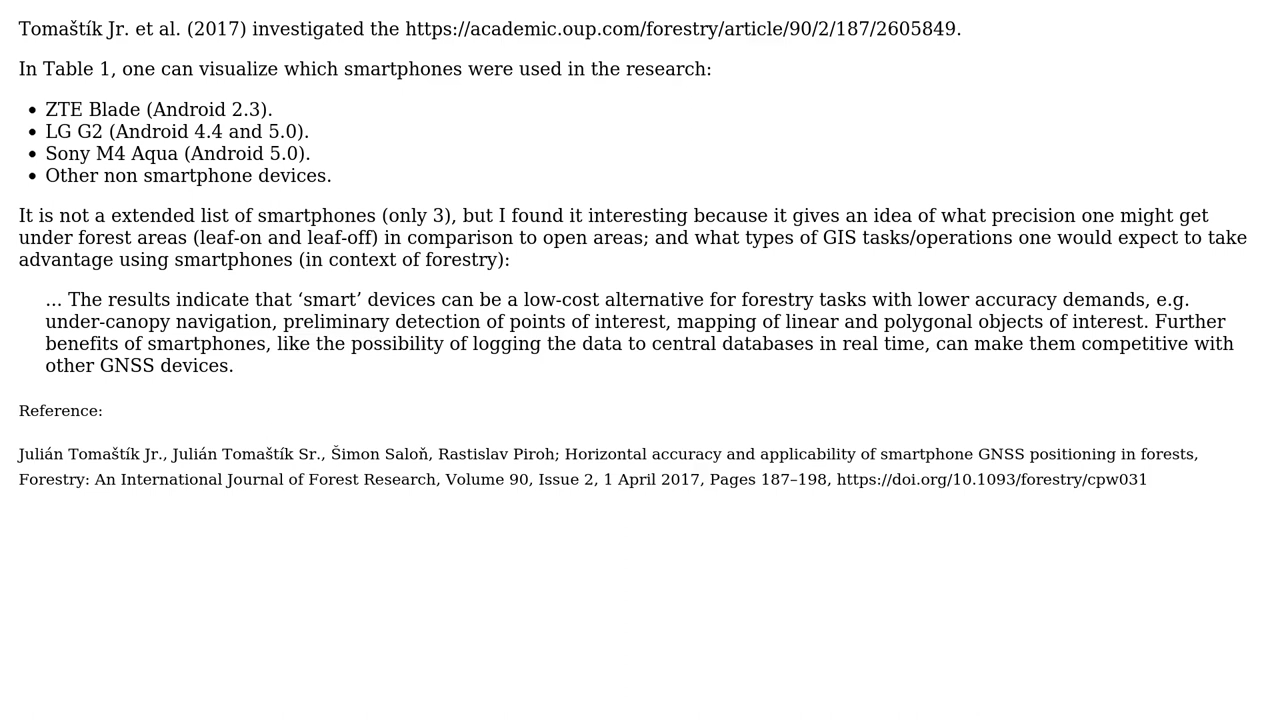 Tomaštík Jr. et al. (2017) investigated the https://academic.oup.com/forestry/article/90/2/187/2605849.
In Table 1, one can visualize which smartphones were used in the research:
• ZTE Blade (Android 2.3).
• LG G2 (Android 4.4 and 5.0).
• Sony M4 Aqua (Android 5.0).
• Other non smartphone devices.
It is not a extended list of smartphones (only 3), but I found it interesting because it gives an idea of what precision one might get
under forest areas (leaf-on and leaf-off) in comparison to open areas; and what types of GIS tasks/operations one would expect to take
advantage using smartphones (in context of forestry):
... The results indicate that ‘smart’ devices can be a low-cost alternative for forestry tasks with lower accuracy demands, e.g.
under-canopy navigation, preliminary detection of points of interest, mapping of linear and polygonal objects of interest. Further
benefits of smartphones, like the possibility of logging the data to central databases in real time, can make them competitive with
other GNSS devices.
Reference:
Julián Tomaštík Jr., Julián Tomaštík Sr., Šimon Saloň, Rastislav Piroh; Horizontal accuracy and applicability of smartphone GNSS positioning in forests,
Forestry: An International Journal of Forest Research, Volume 90, Issue 2, 1 April 2017, Pages 187–198, https://doi.org/10.1093/forestry/cpw031